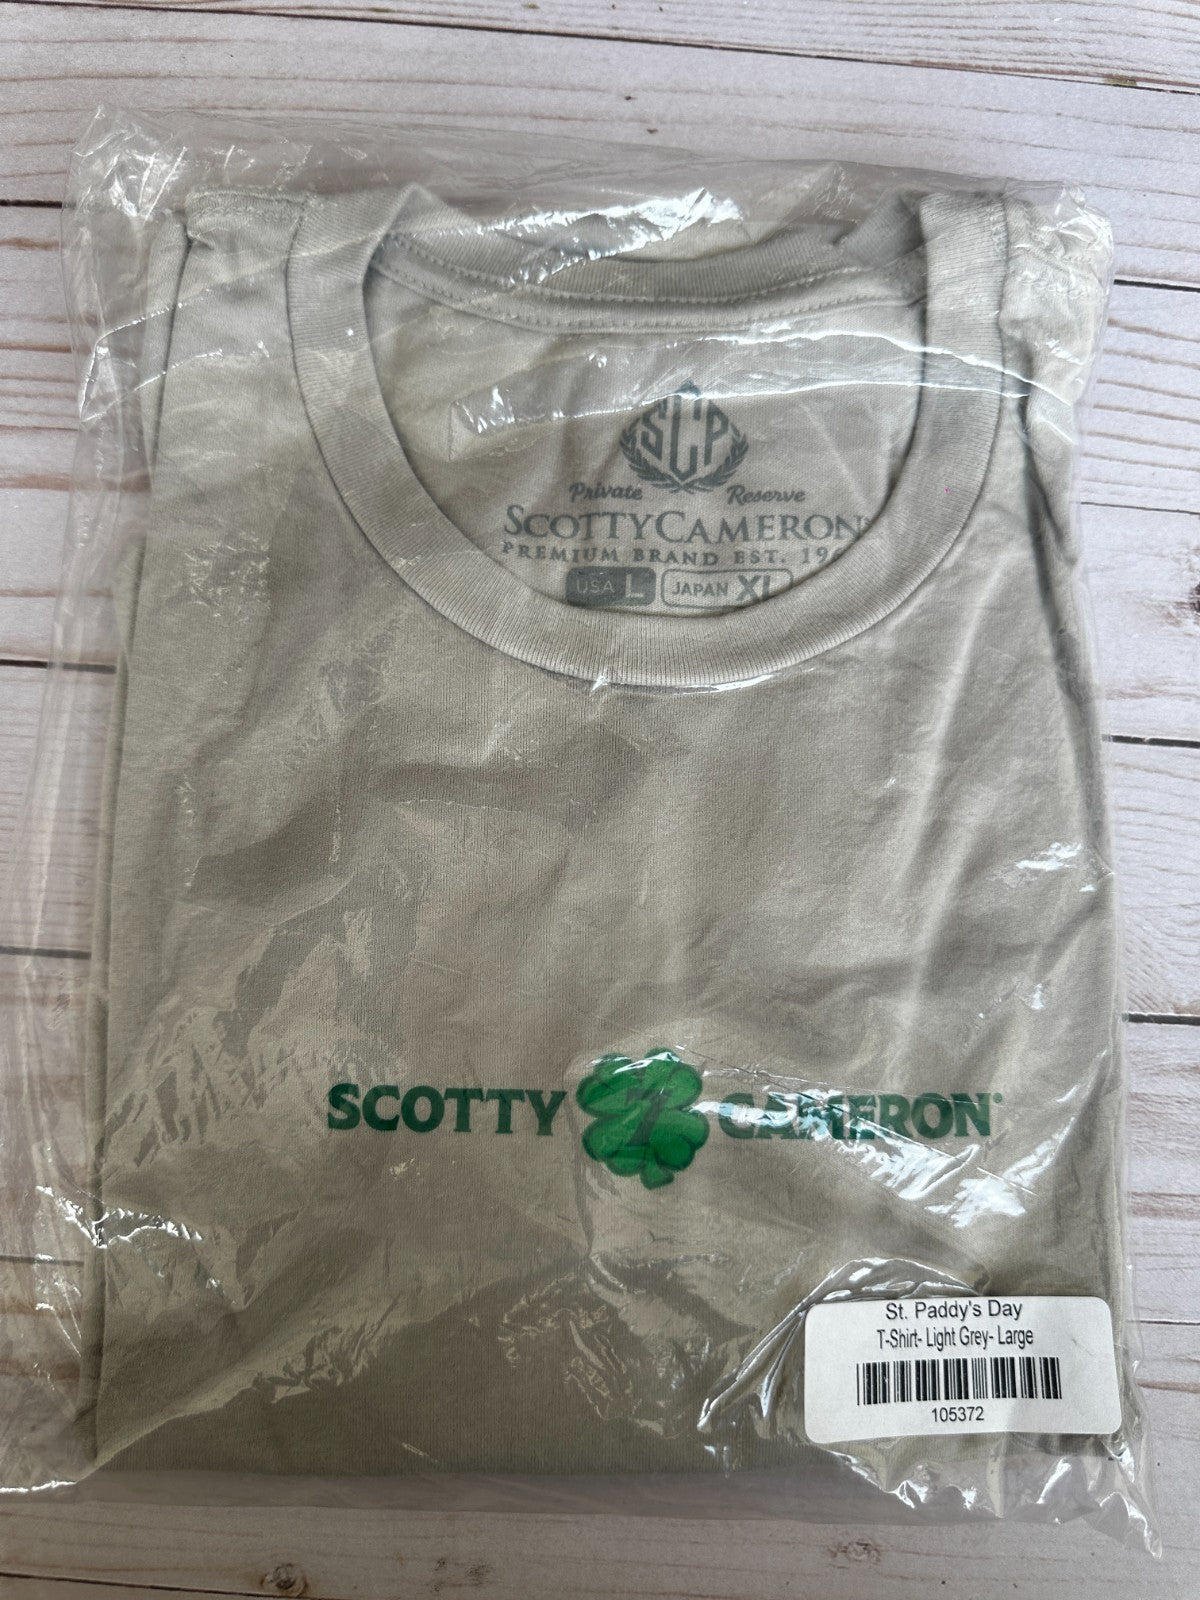 SCP
Private Reserve
SCOTTYCAMERON
PREMIUM BRAND EST.
USA L JAPAN XL
SCOTTY 7 CAMERON®
St. Paddy's Day
T-Shirt- Light Grey- Large
105372